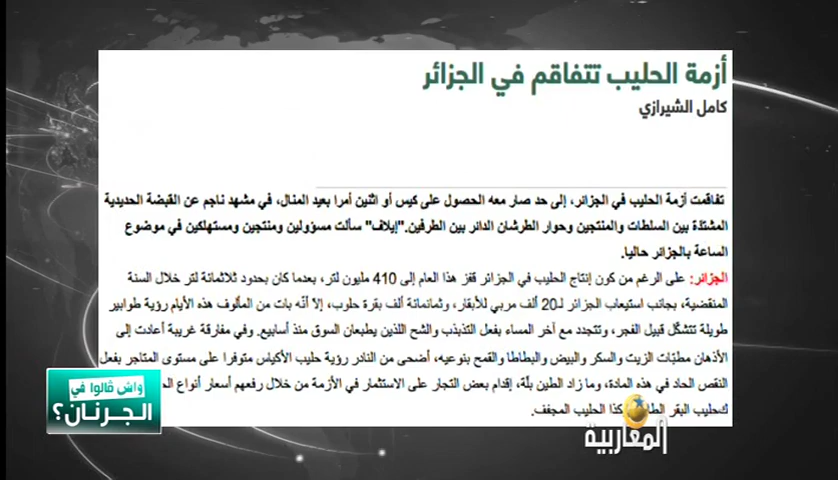 أزمة الحليب تتفاقم في الجزائر
كامل الشيرازي
تفاقمت أزمة الحليب في الجزائر، إلى حد صار معه الحصول على كيس أو اثنين أمرا بعيد المنال، في مشهد ناجم عن القبضة الحديدية
المشتدّة بين السلطات والمنتجين وحوار الطرشان الدائر بين الطرفين."إيلاف" سألت مسؤولين ومنتجين ومستهلكين في موضوع
الساعة بالجزائر حاليا.
الجزائر: على الرغم من كون إنتاج الحليب في الجزائر قفز هذا العام إلى 410 مليون لتر، بعدما كان بحدود ثلاثمائة لتر خلال السنة
المنقضية، بجانب استيعاب الجزائر لـ20 ألف مربي للأبقار، وثمانمائة ألف بقرة حلوب، إلاّ أنّه بات من المألوف هذه الأيام رؤية طوابير
طويلة تتشكّل قبيل الفجر، وتتجدد مع آخر المساء بفعل التذبذب والشح اللذين يطبعان السوق منذ أسابيع. وفي مفارقة غريبة أعادت إلى
الأذهان مطبّات الزيت والسكر والبيض والبطاطا والقمح بنوعيه، أضحى من النادر رؤية حليب الأكياس متوفرا على مستوى المتاجر بفعل
النقص الحاد في هذه المادة، وما زاد الطين بلّة، إقدام بعض التجار على الاستثمار في الأزمة من خلال رفعهم أسعار أنواع
كحليب البقر كذا الحليب المجفف.
واش قالوا في
الجرنان؟
المغاربية